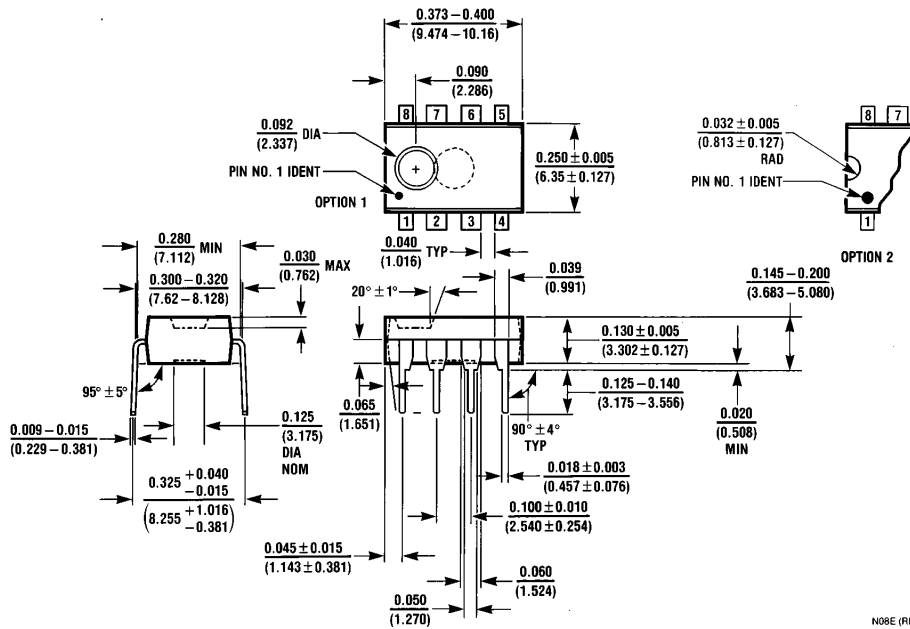 0.373 – 0.400
(9.474 – 10.16)
0.090
(2.286)
8 7 6 5
0.092 DIA
(2.337)
PIN NO. 1 IDENT
OPTION 1
+
0.250 ± 0.005
(6.35 ± 0.127)
1 2 3 4
0.032 ± 0.005
(0.813 ± 0.127)
RAD
PIN NO. 1 IDENT
8 7
1
OPTION 2
0.280 MIN
(7.112)
0.300 – 0.320
(7.62 – 8.128)
0.030 MAX
(0.762)
0.040 TYP
(1.016)
0.039
(0.991)
20° ± 1°
0.145 – 0.200
(3.683 – 5.080)
0.130 ± 0.005
(3.302 ± 0.127)
0.125 – 0.140
(3.175 – 3.556)
0.020
(0.508)
MIN
95° ± 5°
0.009 – 0.015
(0.229 – 0.381)
0.125
(3.175)
DIA
NOM
0.325 +0.040
–0.015
(8.255 +1.016
–0.381)
0.065
(1.651)
90° ± 4°
TYP
0.018 ± 0.003
(0.457 ± 0.076)
0.100 ± 0.010
(2.540 ± 0.254)
0.045 ± 0.015
(1.143 ± 0.381)
0.060
(1.524)
0.050
(1.270)
N08E